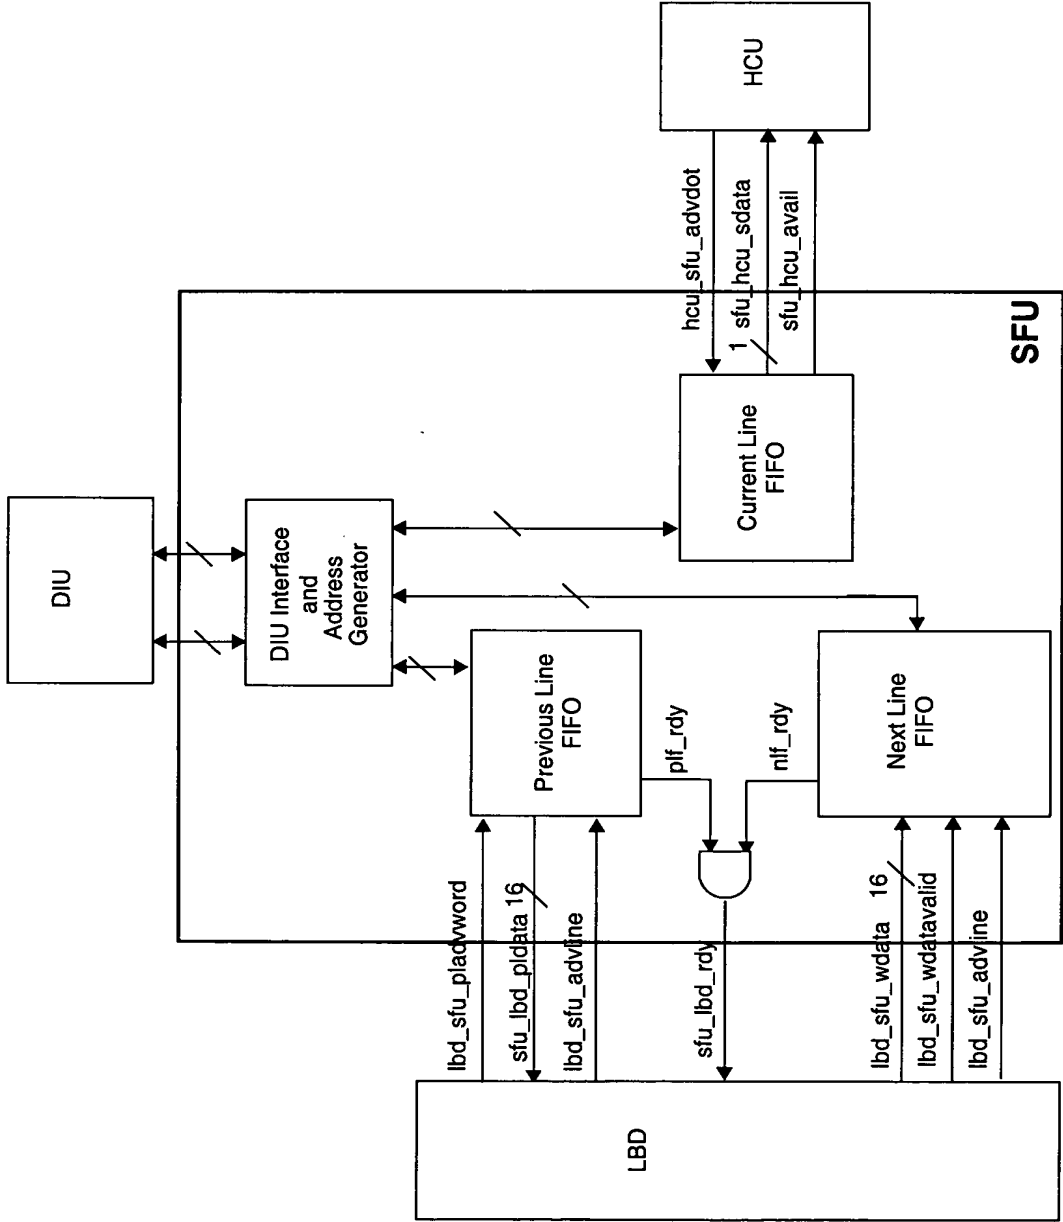 HCU
hcu_sfu_advdot
sfu_hcu_sdata
sfu_hcu_avail
1
SFU
DIU
DIU Interface
and
Address
Generator
Current Line
FIFO
Previous Line
FIFO
plf_rdy
nlf_rdy
Next Line
FIFO
lbd_sfu_pladvword
sfu_lbd_pldata
16
lbd_sfu_advline
sfu_lbd_rdy
lbd_sfu_wdata
16
lbd_sfu_wdatavalid
lbd_sfu_advline
LBD